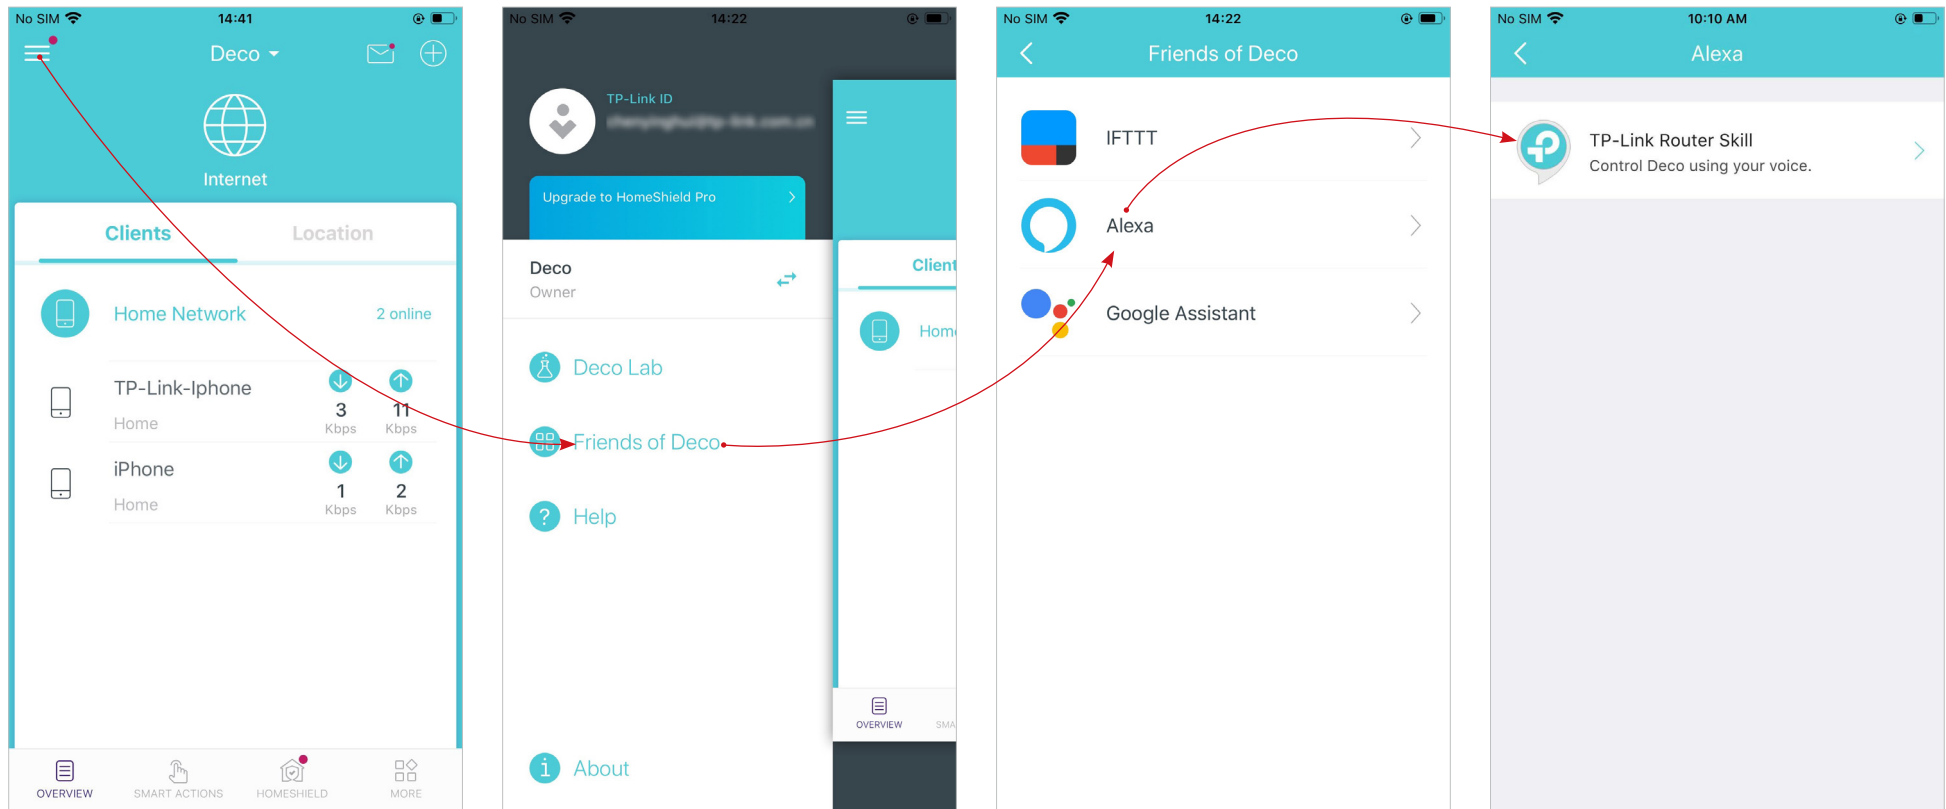 No SIM 14:41
Deco
Internet
Clients Location
Home Network 2 online
TP-Link-Iphone
Home
3 11
Kbps Kbps
iPhone
Home
1 2
Kbps Kbps
OVERVIEW SMART ACTIONS HOMESHIELD MORE
No SIM 14:22
TP-Link ID
Upgrade to HomeShield Pro
Deco
Owner
Deco Lab
Friends of Deco
Help
About
Client
Hom
OVERVIEW SMA
No SIM 14:22
Friends of Deco
IFTTT
Alexa
Google Assistant
No SIM 10:10 AM
Alexa
TP-Link Router Skill
Control Deco using your voice.